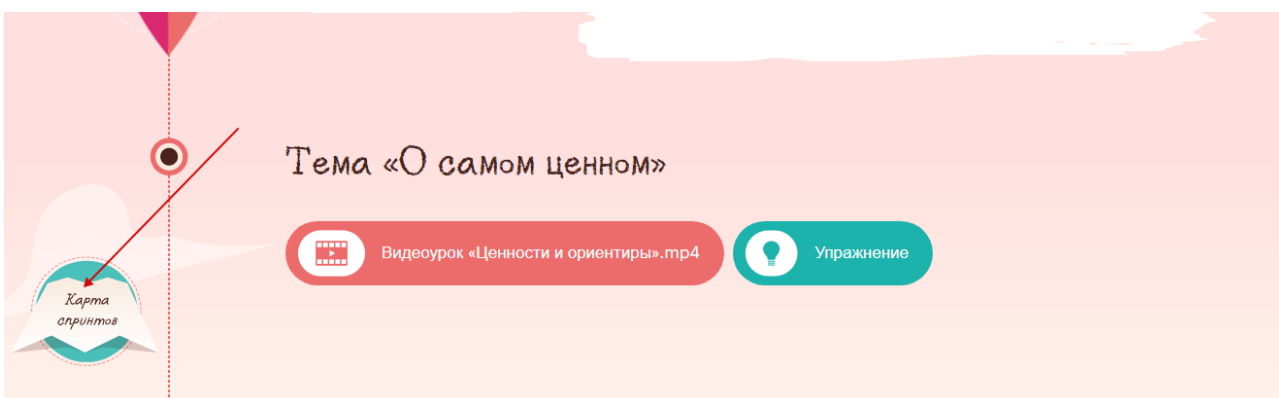 Тема «О самом ценном»
Видеоурок «Ценности и ориентиры».mp4
Упражнение
Карта
спринтов